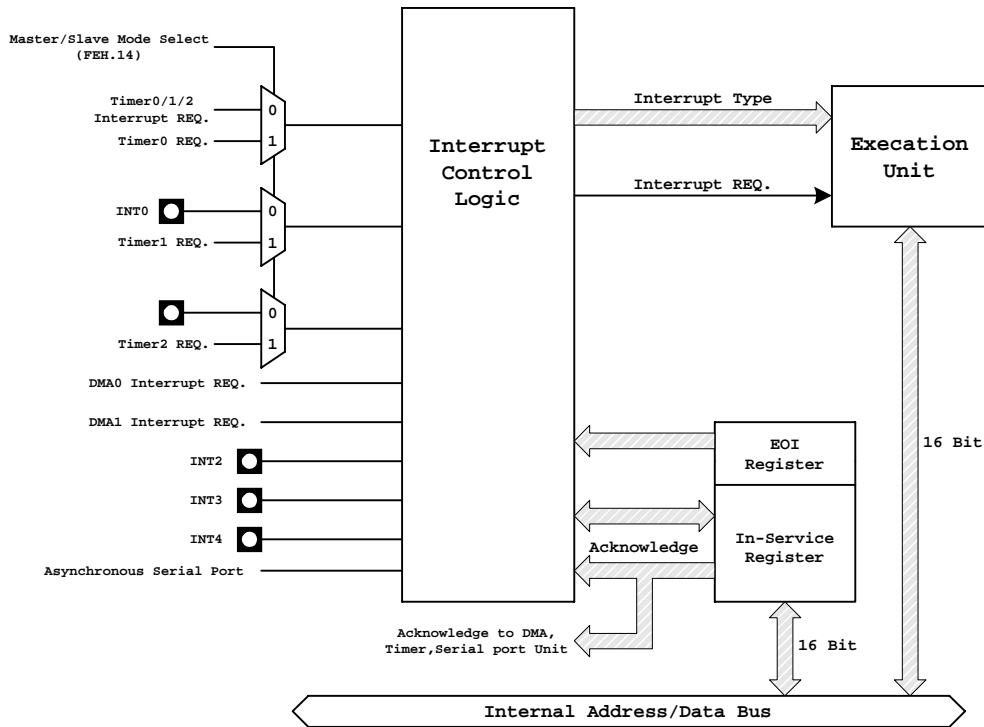 Master/Slave Mode Select
(FEH.14)
Timer0/1/2
Interrupt REQ.
Timer0 REQ.
0
1
INT0
Timer1 REQ.
0
1
Timer2 REQ.
0
1
DMA0 Interrupt REQ.
DMA1 Interrupt REQ.
INT2
INT3
INT4
Asynchronous Serial Port
Interrupt
Control
Logic
Interrupt Type
Interrupt REQ.
Execation
Unit
16 Bit
EOI
Register
In-Service
Register
Acknowledge
Acknowledge to DMA,
Timer,Serial port Unit
16 Bit
Internal Address/Data Bus